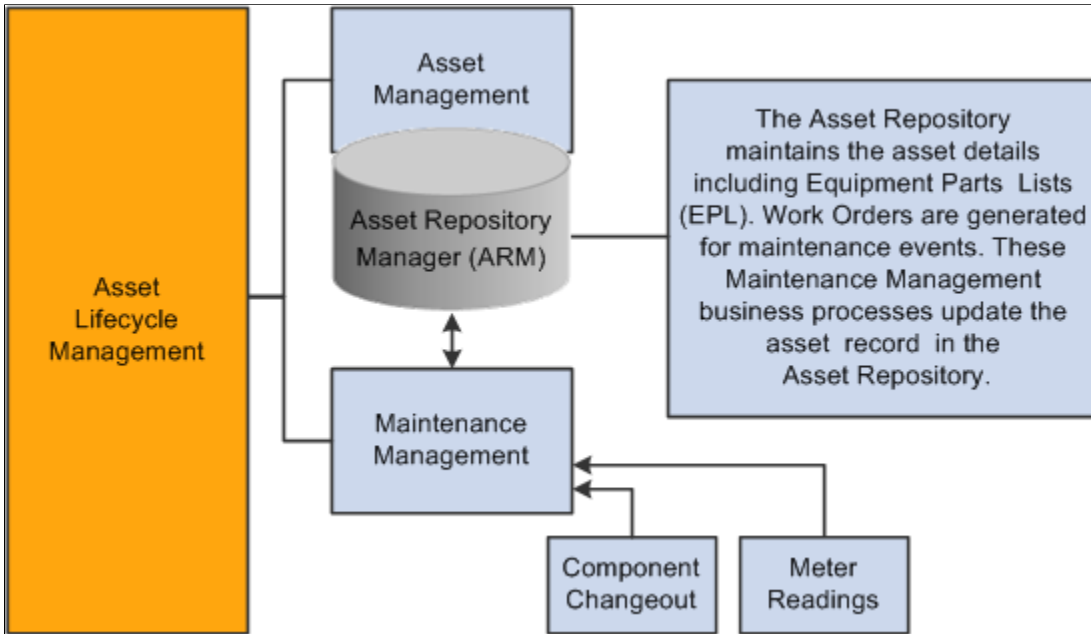 Asset
Lifecycle
Management
Asset
Management
Asset Repository
Manager (ARM)
The Asset Repository
maintains the asset details
including Equipment Parts Lists
(EPL). Work Orders are generated
for maintenance events. These
Maintenance Management
business processes update the
asset record in the
Asset Repository.
Maintenance
Management
Component
Changeout
Meter
Readings